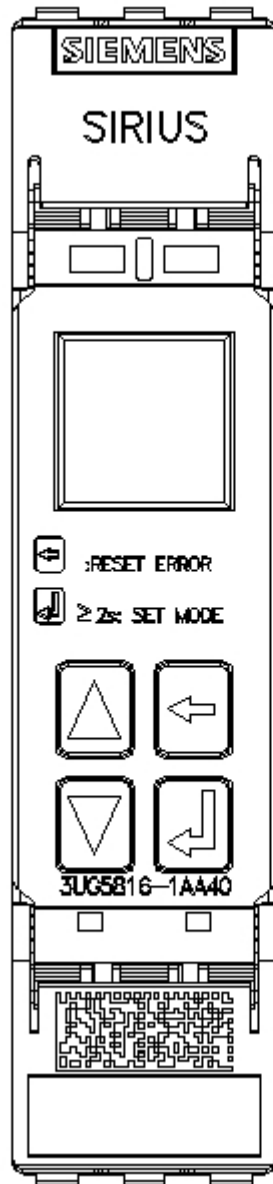 SIEMENS
SIRIUS
:RESET ERROR
≥ 2s: SET MODE
3UG5816-1AA40